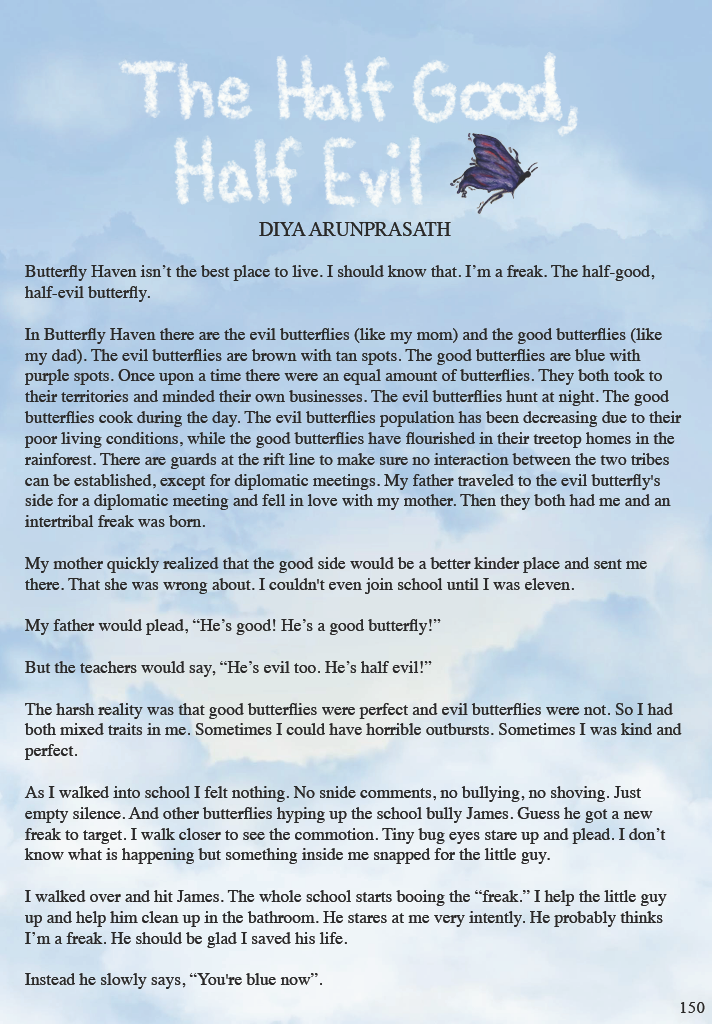 The Half Good,
Half Evil
DIYA ARUNPRASATH
Butterfly Haven isn’t the best place to live. I should know that. I’m a freak. The half-good,
half-evil butterfly.
In Butterfly Haven there are the evil butterflies (like my mom) and the good butterflies (like
my dad). The evil butterflies are brown with tan spots. The good butterflies are blue with
purple spots. Once upon a time there were an equal amount of butterflies. They both took to
their territories and minded their own businesses. The evil butterflies hunt at night. The good
butterflies cook during the day. The evil butterflies population has been decreasing due to their
poor living conditions, while the good butterflies have flourished in their treetop homes in the
rainforest. There are guards at the rift line to make sure no interaction between the two tribes
can be established, except for diplomatic meetings. My father traveled to the evil butterfly's
side for a diplomatic meeting and fell in love with my mother. Then they both had me and an
intertribal freak was born.
My mother quickly realized that the good side would be a better kinder place and sent me
there. That she was wrong about. I couldn't even join school until I was eleven.
My father would plead, “He’s good! He’s a good butterfly!”
But the teachers would say, “He’s evil too. He’s half evil!”
The harsh reality was that good butterflies were perfect and evil butterflies were not. So I had
both mixed traits in me. Sometimes I could have horrible outbursts. Sometimes I was kind and
perfect.
As I walked into school I felt nothing. No snide comments, no bullying, no shoving. Just
empty silence. And other butterflies hyping up the school bully James. Guess he got a new
freak to target. I walk closer to see the commotion. Tiny bug eyes stare up and plead. I don’t
know what is happening but something inside me snapped for the little guy.
I walked over and hit James. The whole school starts booing the “freak.” I help the little guy
up and help him clean up in the bathroom. He stares at me very intently. He probably thinks
I’m a freak. He should be glad I saved his life.
Instead he slowly says, “You're blue now”.
150